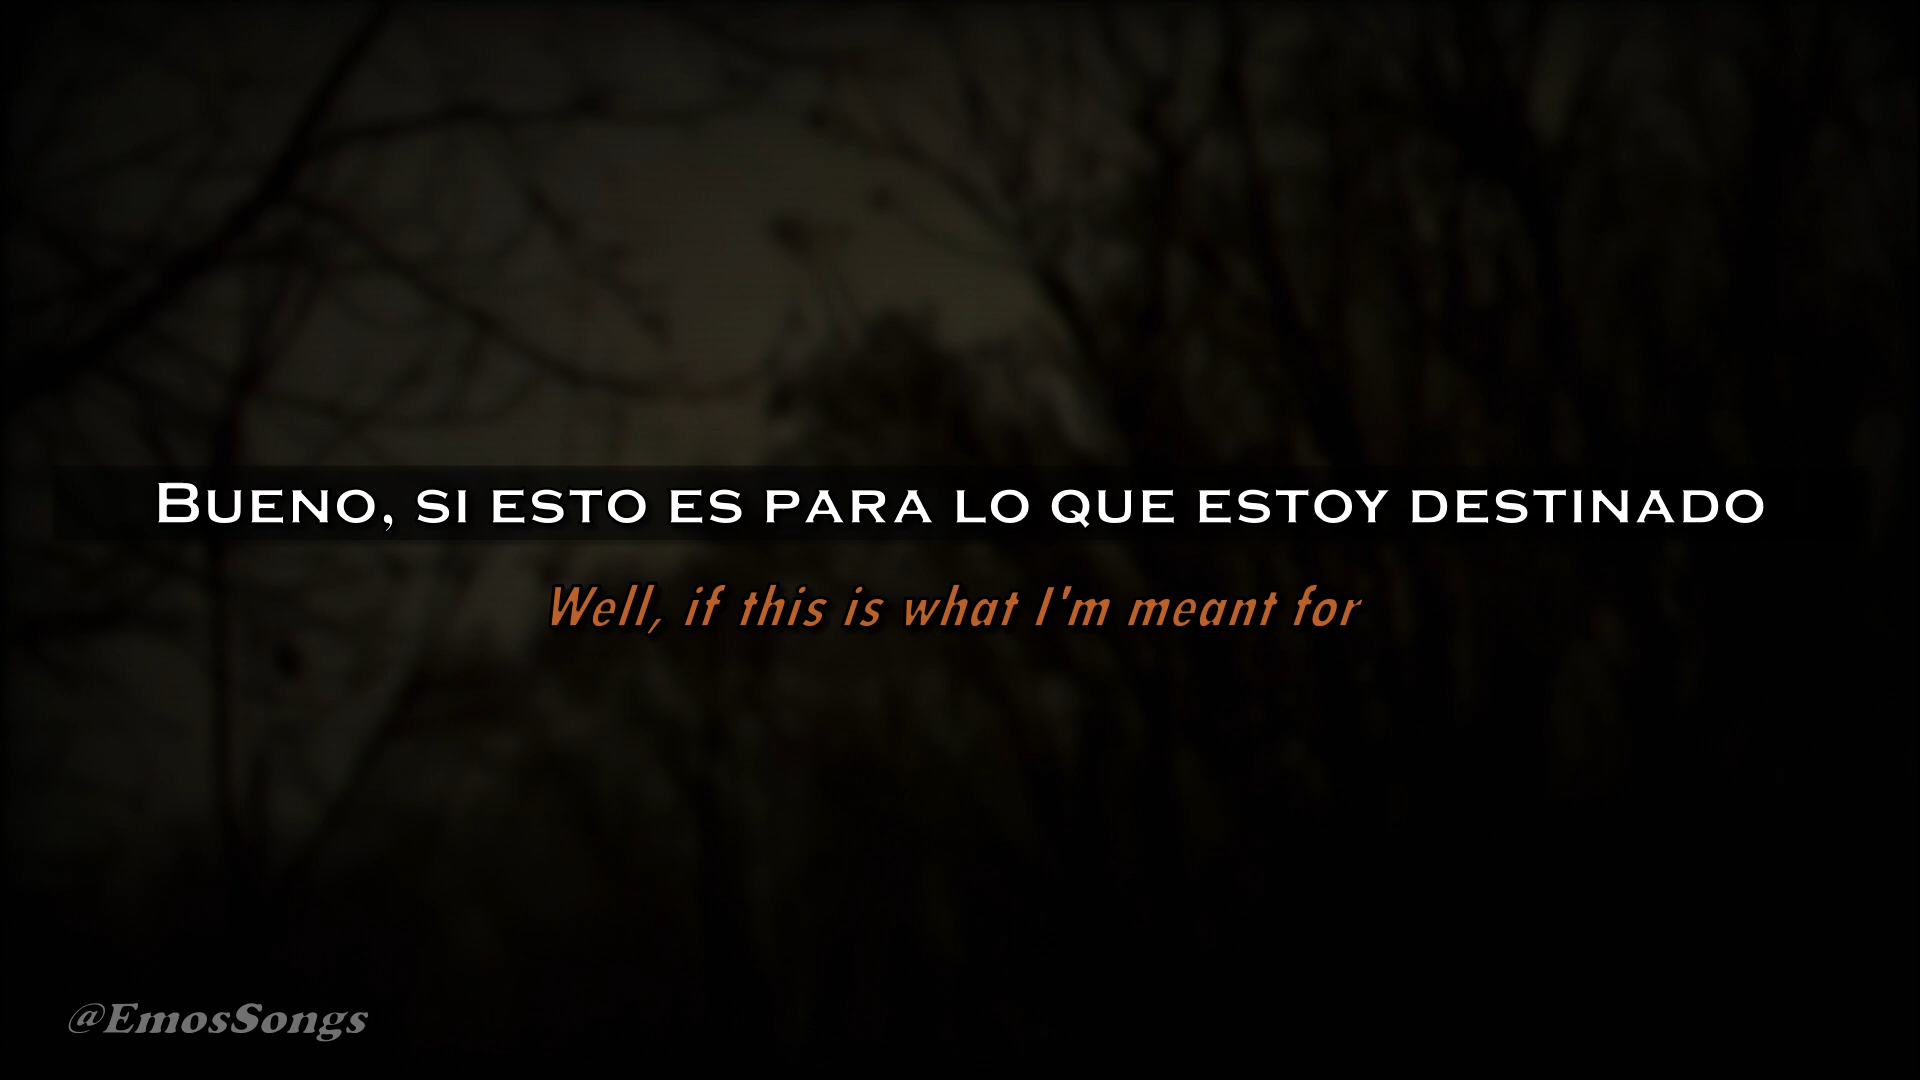 Bueno, si esto es para lo que estoy destinado
Well, if this is what I'm meant for
@EmosSongs